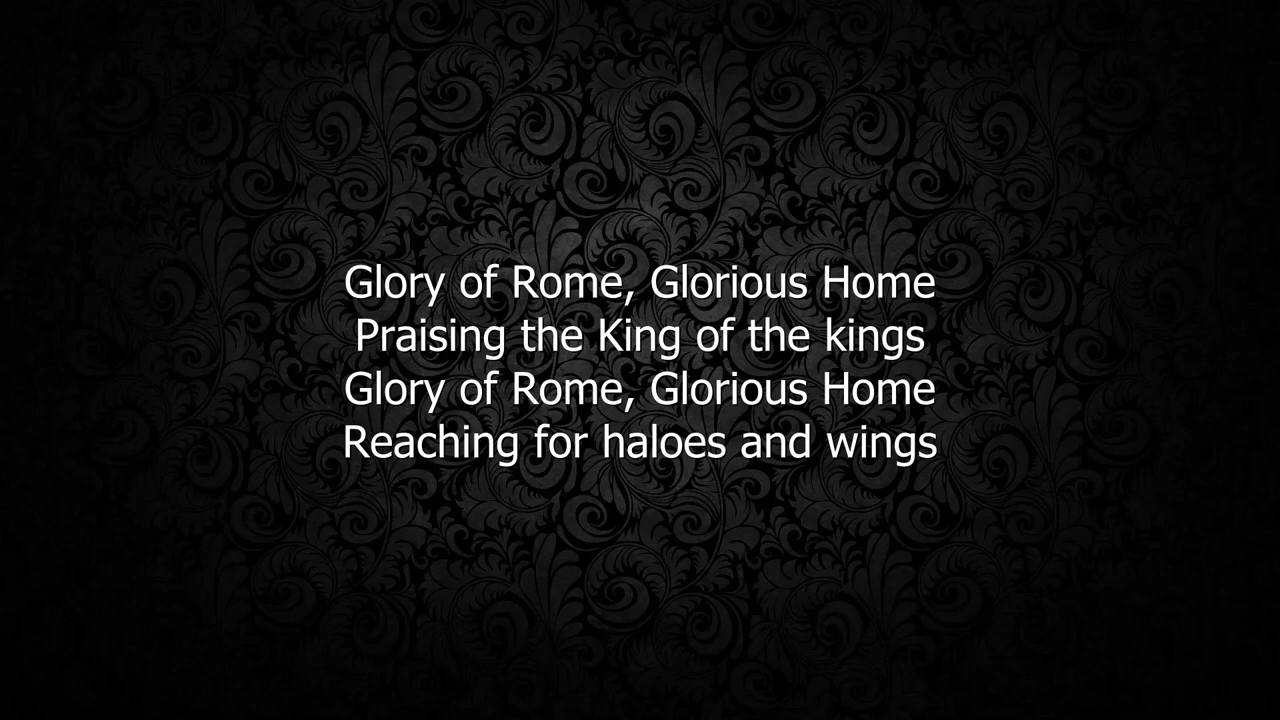 Glory of Rome, Glorious Home
Praising the King of the kings
Glory of Rome, Glorious Home
Reaching for haloes and wings